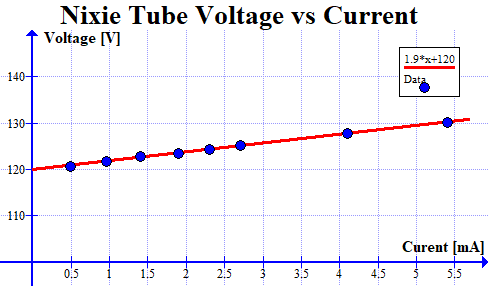 Nixie Tube Voltage vs Current
Voltage [V]
1.9*x+120
Data
140
130
120
110
Curent [mA]
0.5 1 1.5 2 2.5 3 3.5 4 4.5 5 5.5